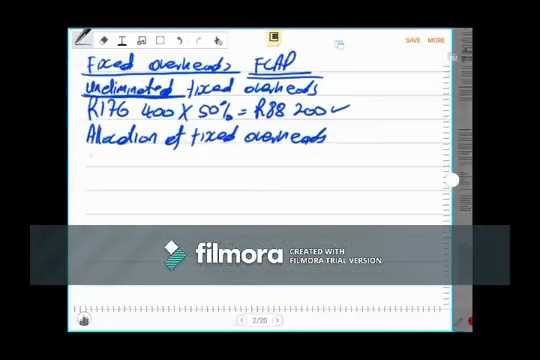 SAVE MORE
Fixed overheads FCAP
Uneliminated fixed overheads
R176 400 X 50% = R88 200 ✓
Allocation of fixed overheads
filmora CREATED WITH
FILMORA TRIAL VERSION
2/20